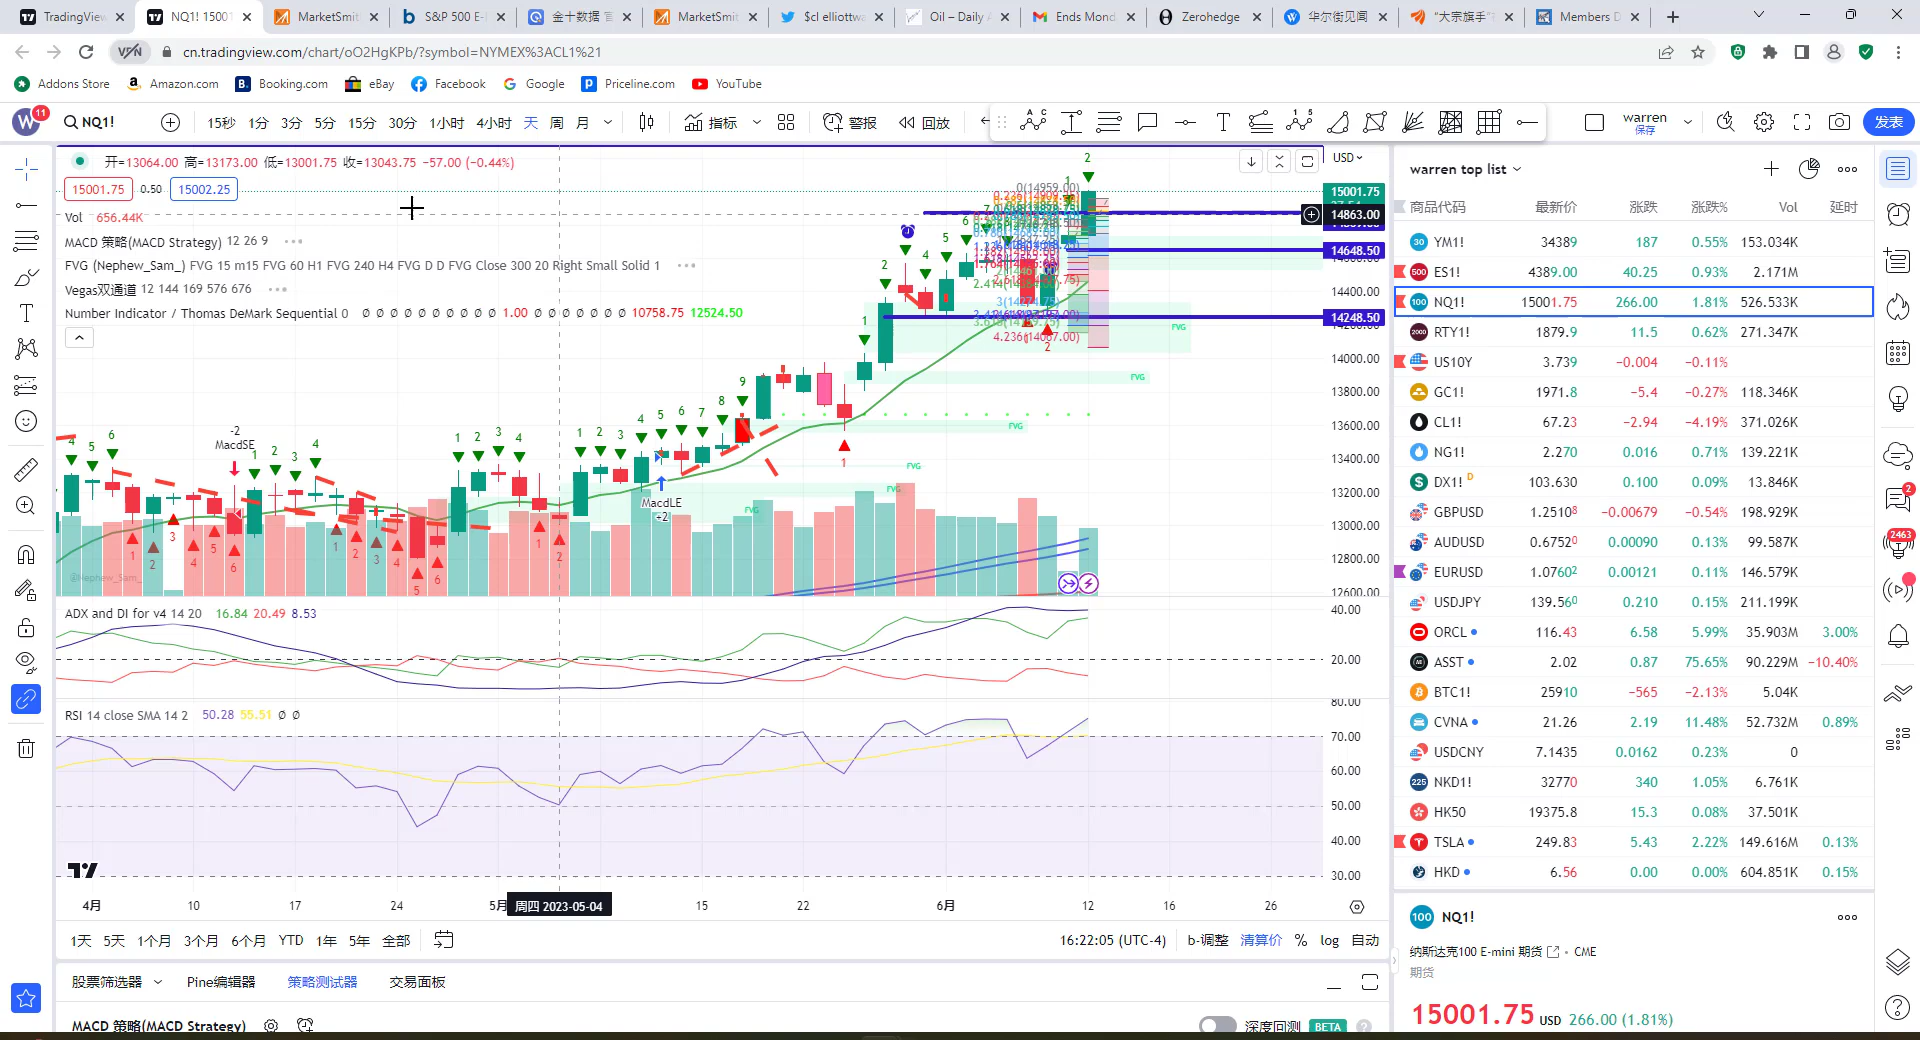 TradingView
NQ1! 15001
MarketSmit
S&P 500 E-
金十数据
MarketSmit
$cl elliottwa
Oil – Daily A
Ends Mond
Zerohedge
华尔街见闻
"大宗旗手"
Members D
VPN
cn.tradingview.com/chart/oO2HgKPb/?symbol=NYMEX%3ACL1%21
Addons Store
Amazon.com
Booking.com
eBay
Facebook
Google
Priceline.com
YouTube
W 11
NQ1!
15秒 1分 3分 5分 15分 30分 1小时 4小时 天 周 月
指标
警报
回放
warren
保存
发表
开=13064.00 高=13173.00 低=13001.75 收=13043.75 −57.00 (−0.44%)
15001.75 0.50 15002.25
Vol 656.44K
MACD 策略(MACD Strategy) 12 26 9
FVG (Nephew_Sam_) FVG 15 m15 FVG 60 H1 FVG 240 H4 FVG D D FVG Close 300 20 Right Small Solid 1
Vegas双通道 12 144 169 576 676
Number Indicator / Thomas DeMark Sequential 0 Ø Ø Ø Ø Ø Ø Ø Ø Ø Ø Ø 1.00 Ø Ø Ø Ø Ø Ø Ø 10758.75 12524.50
USD
15001.75
14863.00
14648.50
14400.00
14248.50
14000.00
13800.00
13600.00
13400.00
13200.00
13000.00
12800.00
12600.00
0(14959.00)
4.236(14067.00)
FVG
FVG
FVG
FVG
FVG
FVG
-2
MacdSE
MacdLE
+2
@Nephew_Sam_
ADX and DI for v4 14 20 16.84 20.49 8.53
40.00
20.00
RSI 14 close SMA 14 2 50.28 55.51 Ø Ø
80.00
70.00
60.00
50.00
40.00
30.00
4月 10 17 24 5月 周四 2023-05-04 15 22 6月 12 16 26
1天 5天 1个月 3个月 6个月 YTD 1年 5年 全部
16:22:05 (UTC-4) b-调整 清算价 % log 自动
股票筛选器 Pine编辑器 策略测试器 交易面板
MACD 策略(MACD Strategy)
深度回测 BETA
warren top list
商品代码 最新价 涨跌 涨跌% Vol 延时
YM1! 34389 187 0.55% 153.034K
ES1! 4389.00 40.25 0.93% 2.171M
NQ1! 15001.75 266.00 1.81% 526.533K
RTY1! 1879.9 11.5 0.62% 271.347K
US10Y 3.739 −0.004 −0.11%
GC1! 1971.8 −5.4 −0.27% 118.346K
CL1! 67.23 −2.94 −4.19% 371.026K
NG1! 2.270 0.016 0.71% 139.221K
DX1! D 103.630 0.100 0.09% 13.846K
GBPUSD 1.25108 −0.00679 −0.54% 198.929K
AUDUSD 0.67520 0.00090 0.13% 99.587K
EURUSD 1.07602 0.00121 0.11% 146.579K
USDJPY 139.560 0.210 0.15% 211.199K
ORCL 116.43 6.58 5.99% 35.903M 3.00%
ASST 2.02 0.87 75.65% 90.229M −10.40%
BTC1! 25910 −565 −2.13% 5.04K
CVNA 21.26 2.19 11.48% 52.732M 0.89%
USDCNY 7.1435 0.0162 0.23% 0
NKD1! 32770 340 1.05% 6.761K
HK50 19375.8 15.3 0.08% 37.501K
TSLA 249.83 5.43 2.22% 149.616M 0.13%
HKD 6.56 0.00 0.00% 604.851K 0.15%
100 NQ1!
纳斯达克100 E-mini 期货 • CME
期货
15001.75 USD 266.00 (1.81%)
2
2463